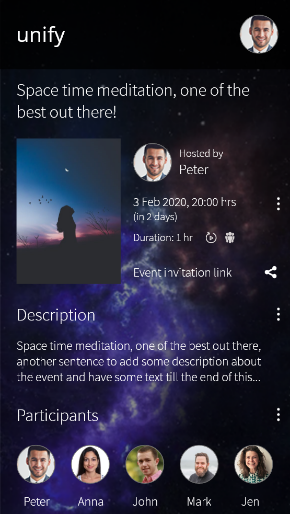 unify
Space time meditation, one of the
best out there!
Hosted by
Peter
3 Feb 2020, 20:00 hrs
(in 2 days)
Duration: 1 hr
Event invitation link
Description
Space time meditation, one of the best out there,
another sentence to add some description about
the event and have some text till the end of this...
Participants
Peter Anna John Mark Jen